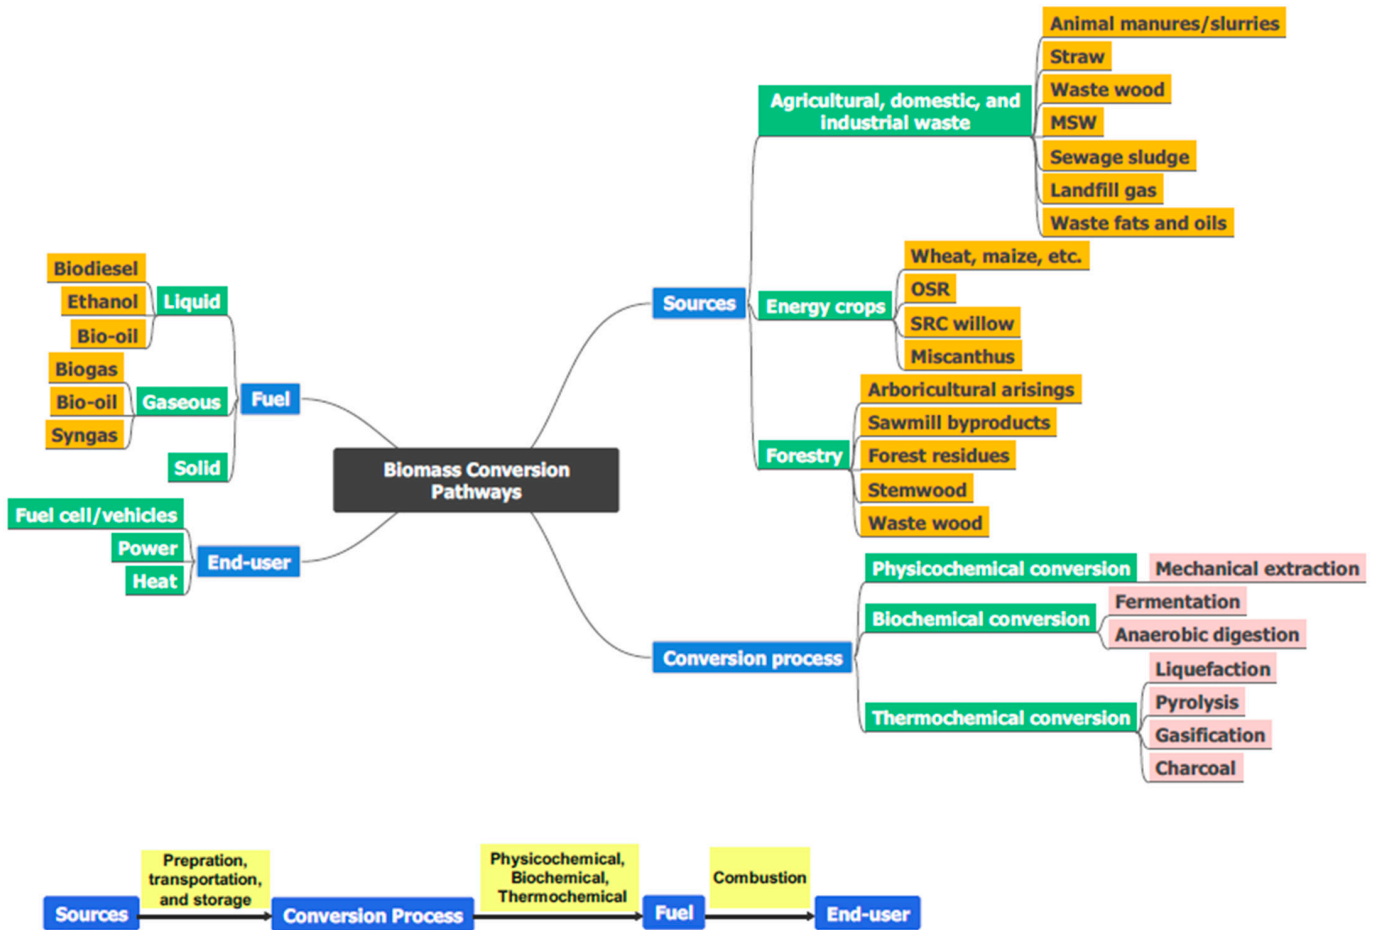 Biomass Conversion
Pathways
Sources
Agricultural, domestic, and
industrial waste
Animal manures/slurries
Straw
Waste wood
MSW
Sewage sludge
Landfill gas
Waste fats and oils
Energy crops
Wheat, maize, etc.
OSR
SRC willow
Miscanthus
Forestry
Arboricultural arisings
Sawmill byproducts
Forest residues
Stemwood
Waste wood
Conversion process
Physicochemical conversion
Mechanical extraction
Biochemical conversion
Fermentation
Anaerobic digestion
Thermochemical conversion
Liquefaction
Pyrolysis
Gasification
Charcoal
Fuel
Liquid
Biodiesel
Ethanol
Bio-oil
Gaseous
Biogas
Bio-oil
Syngas
Solid
End-user
Fuel cell/vehicles
Power
Heat
Sources
Prepration,
transportation,
and storage
Conversion Process
Physicochemical,
Biochemical,
Thermochemical
Fuel
Combustion
End-user